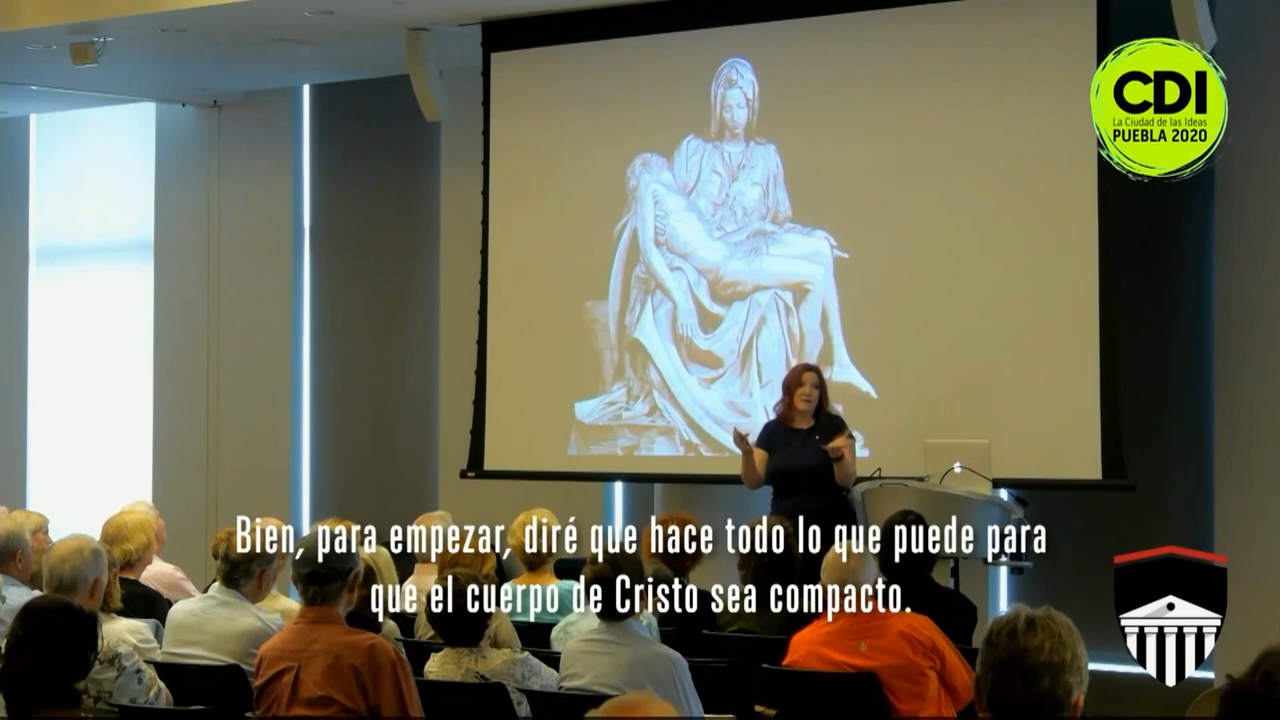 CDI
La Ciudad de las Ideas
PUEBLA 2020
Bien, para empezar, diré que hace todo lo que puede para
que el cuerpo de Cristo sea compacto.